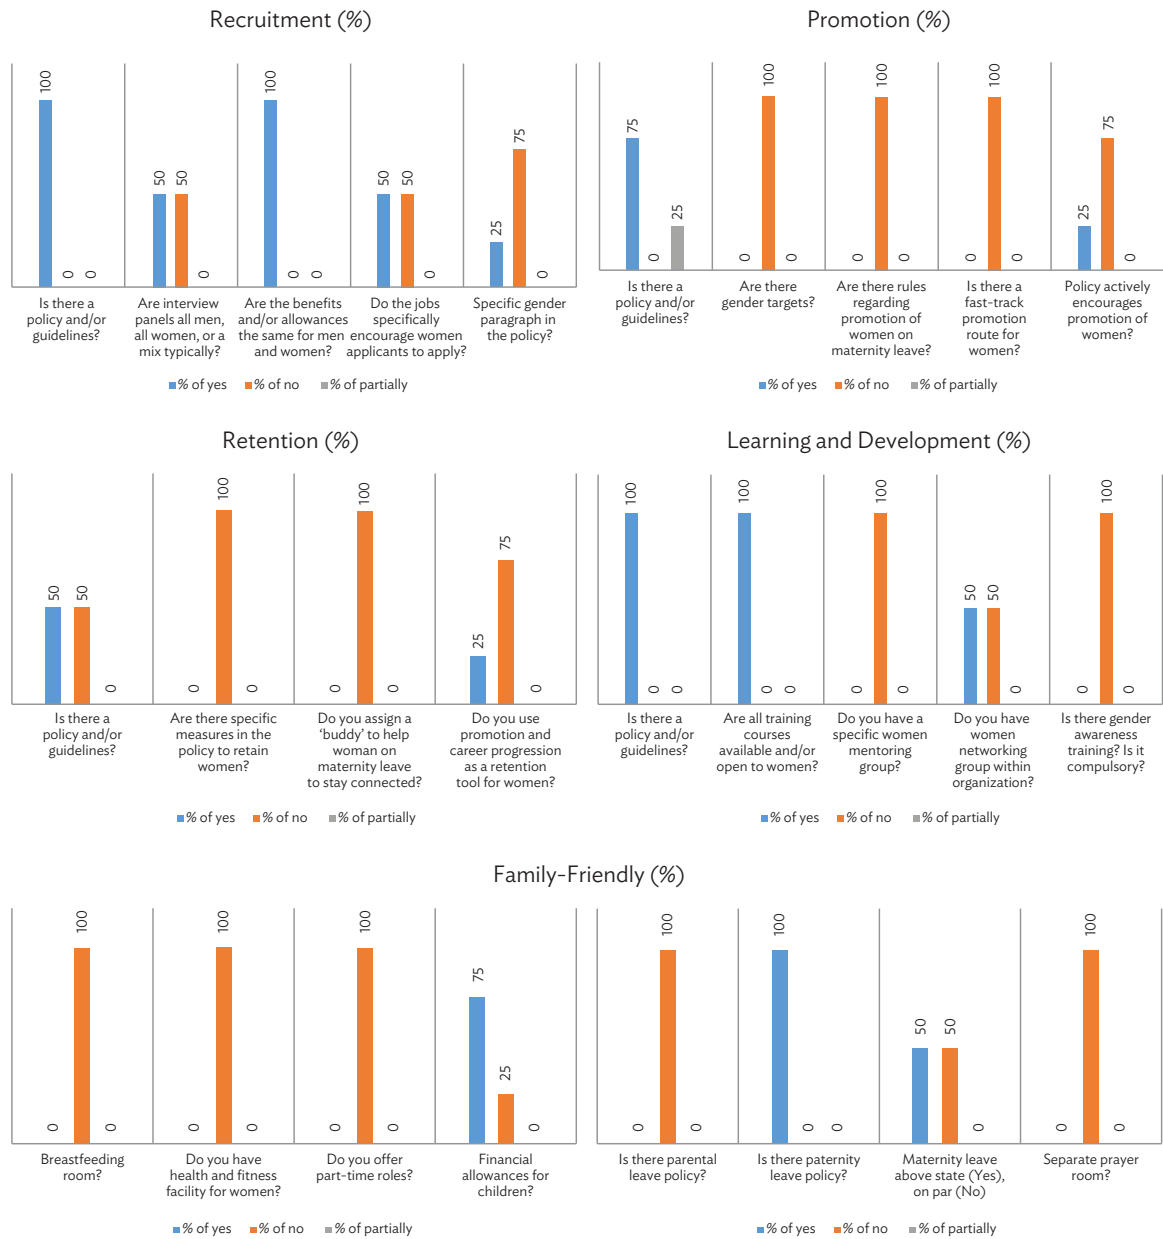 Recruitment (%)
100
0
0
50
50
0
100
0
0
50
50
0
25
75
0
Is there a
policy and/or
guidelines?
Are interview
panels all men,
all women, or a
mix typically?
Are the benefits
and/or allowances
the same for men
and women?
Do the jobs
specifically
encourage women
applicants to apply?
Specific gender
paragraph in
the policy?
% of yes % of no % of partially
Promotion (%)
75
0
25
0
100
0
0
100
0
0
100
0
25
75
0
Is there a
policy and/or
guidelines?
Are there
gender targets?
Are there rules
regarding
promotion of
women on
maternity leave?
Is there a
fast-track
promotion
route for
women?
Policy actively
encourages
promotion of
women?
% of yes % of no % of partially
Retention (%)
50
50
0
0
100
0
0
100
0
25
75
0
Is there a
policy and/or
guidelines?
Are there specific
measures in the
policy to retain
women?
Do you assign a
‘buddy’ to help
woman on
maternity leave
to stay connected?
Do you use
promotion and
career progression
as a retention
tool for women?
% of yes % of no % of partially
Learning and Development (%)
100
0
0
100
0
0
0
100
0
50
50
0
0
100
0
Is there a
policy and/or
guidelines?
Are all training
courses
available and/or
open to women?
Do you have a
specific women
mentoring
group?
Do you have
women
networking
group within
organization?
Is there gender
awareness
training? Is it
compulsory?
% of yes % of no % of partially
Family-Friendly (%)
0
100
0
0
100
0
0
100
0
75
25
0
Breastfeeding
room?
Do you have
health and fitness
facility for women?
Do you offer
part-time roles?
Financial
allowances for
children?
% of yes % of no % of partially
0
100
0
100
0
0
50
50
0
0
100
0
Is there parental
leave policy?
Is there paternity
leave policy?
Maternity leave
above state (Yes),
on par (No)
Separate prayer
room?
% of yes % of no % of partially